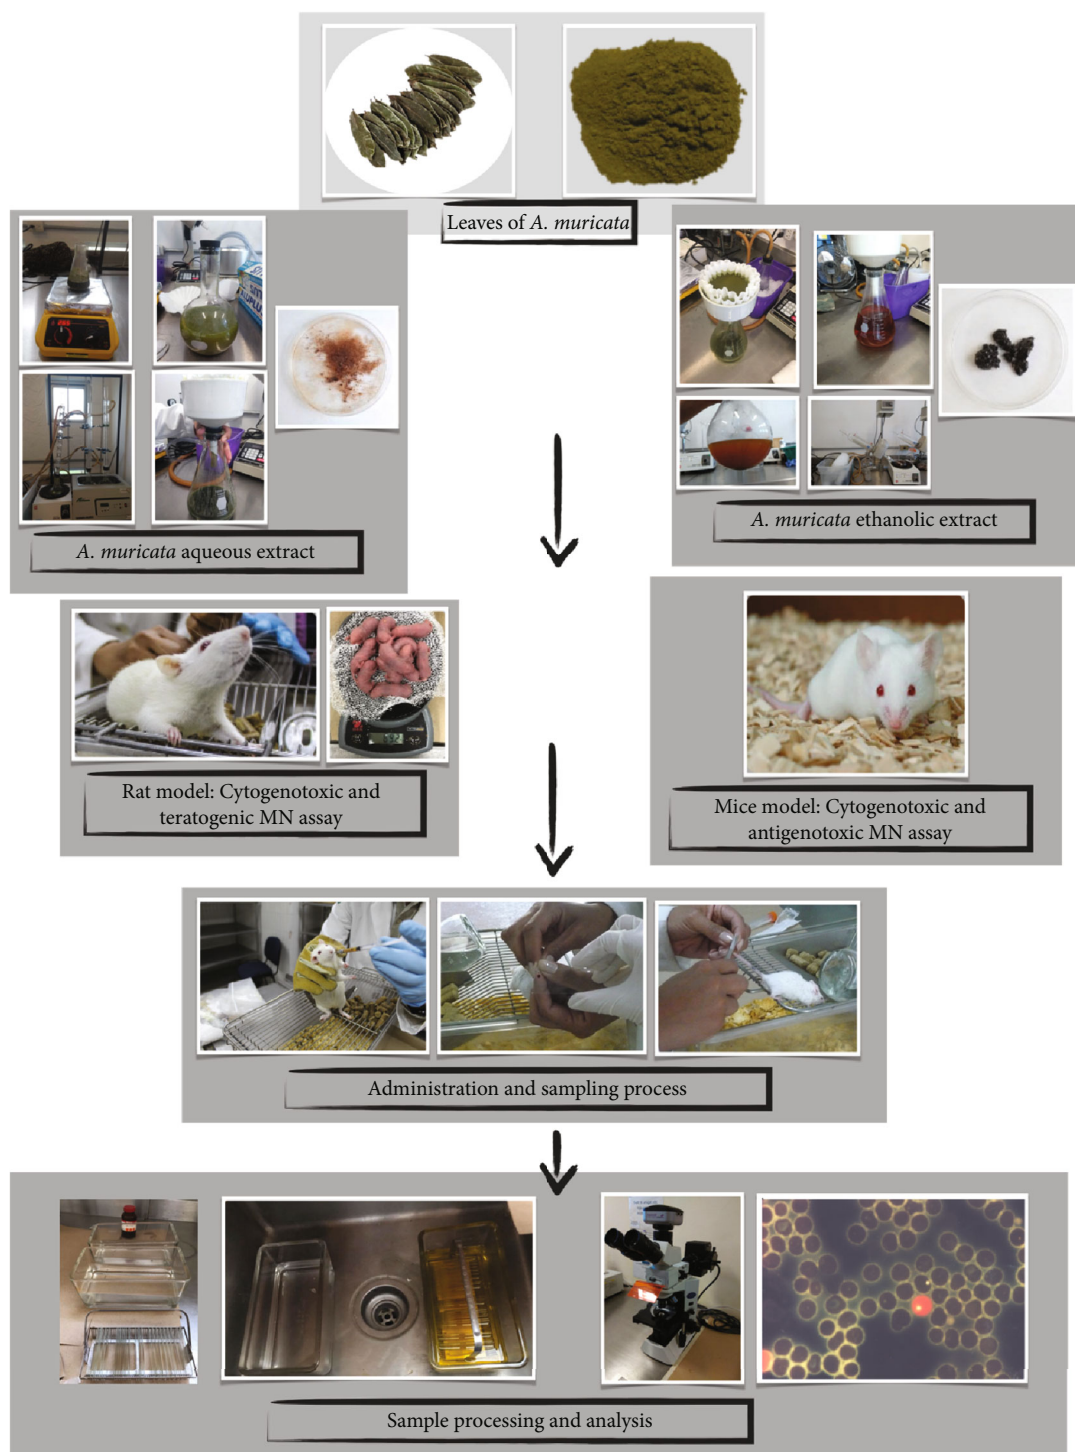 Leaves of A. muricata
A. muricata aqueous extract
A. muricata ethanolic extract
Rat model: Cytogenotoxic and
teratogenic MN assay
Mice model: Cytogenotoxic and
antigenotoxic MN assay
Administration and sampling process
Sample processing and analysis